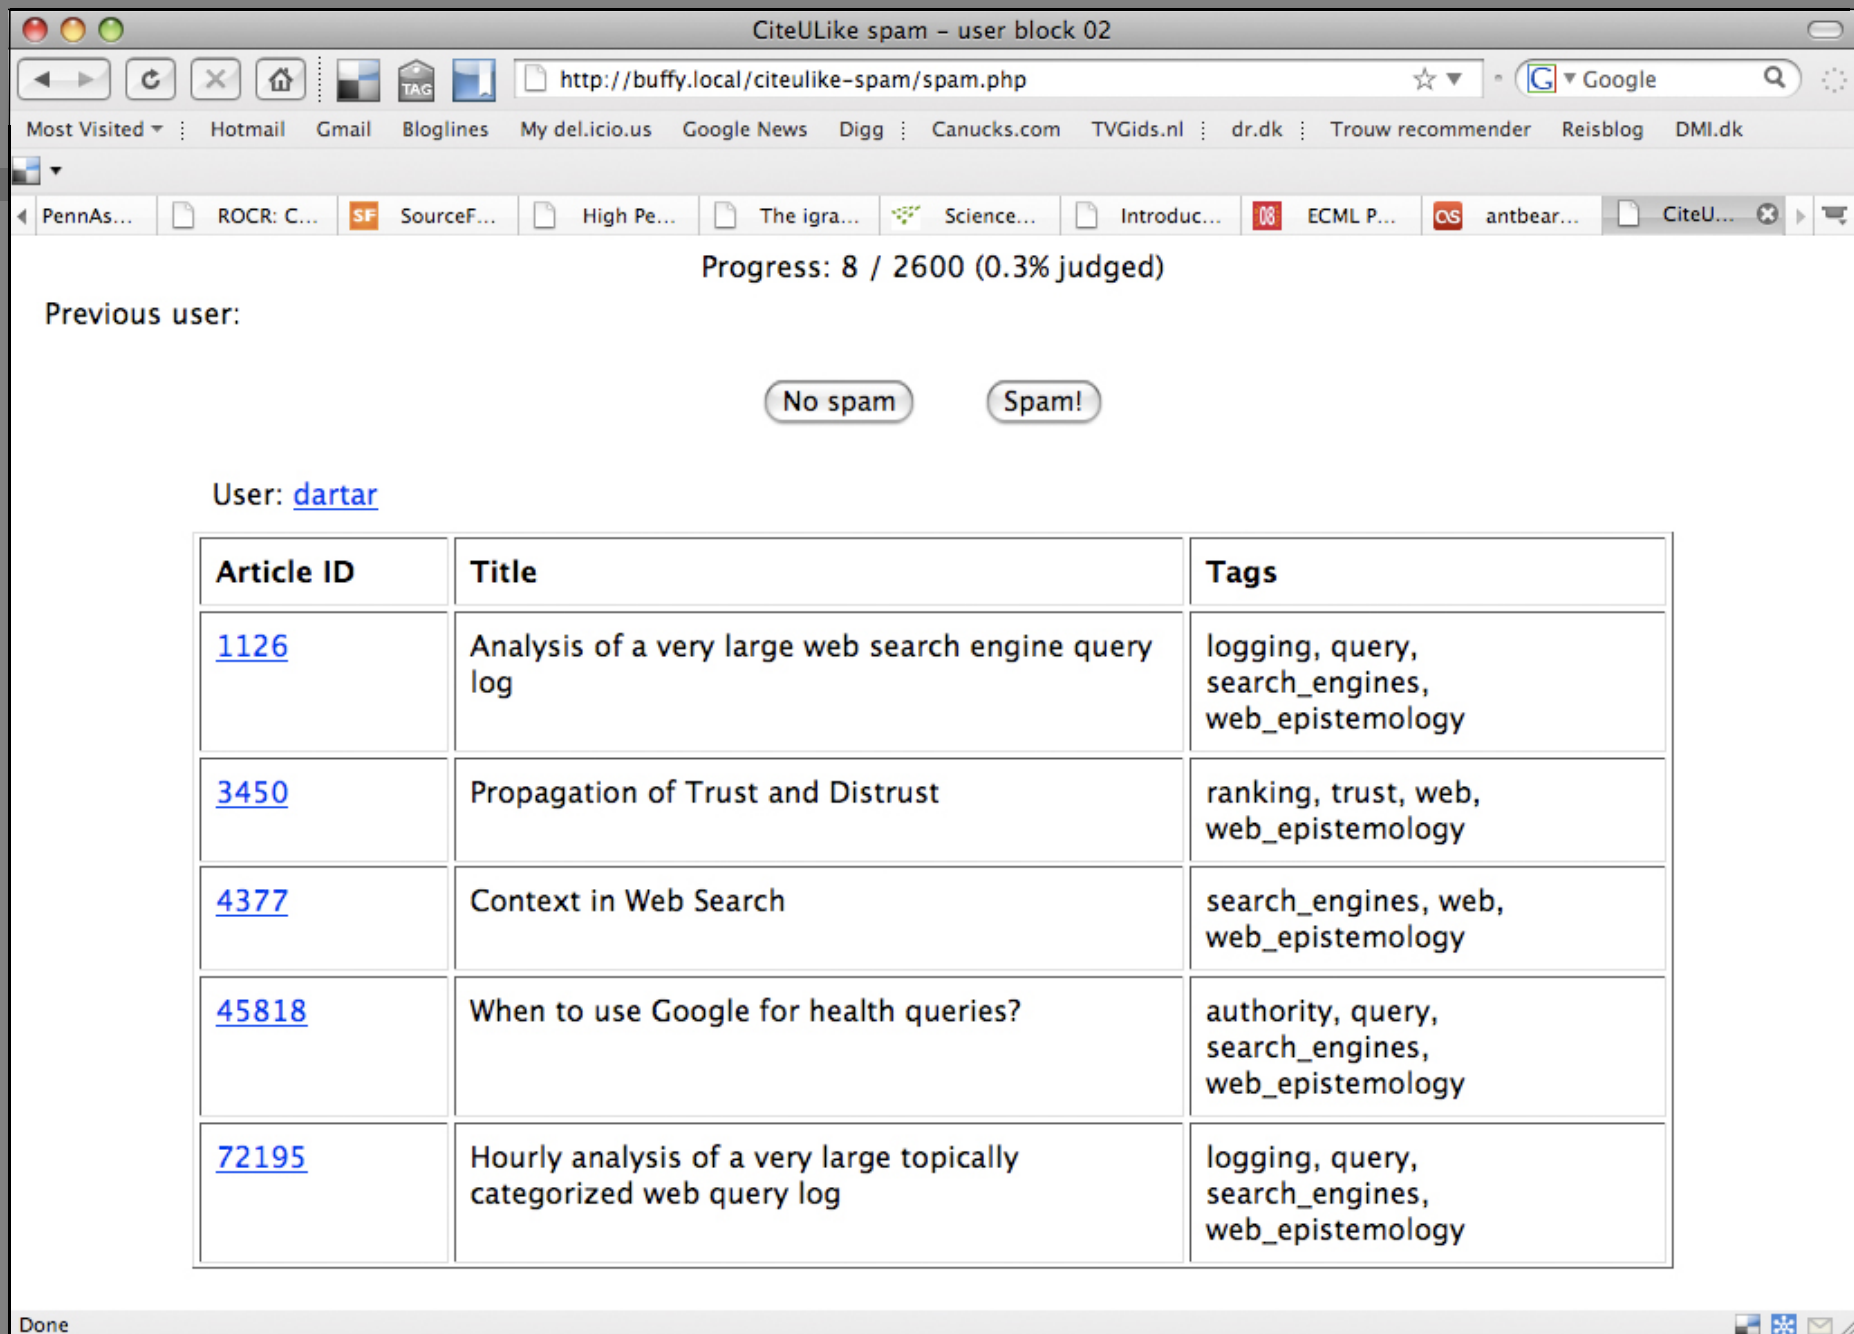 CiteULike spam – user block 02
TAG
http://buffy.local/citeulike-spam/spam.php
G Google
Most Visited Hotmail Gmail Bloglines My del.icio.us Google News Digg Canucks.com TVGids.nl dr.dk Trouw recommender Reisblog DMI.dk
PennAs... ROCR: C... SF SourceF... High Pe... The igra... Science... Introduc... 08 ECML P... as antbear... CiteU...
Progress: 8 / 2600 (0.3% judged)
Previous user:
No spam Spam!
User: dartar
Article ID Title Tags
1126 Analysis of a very large web search engine query logging, query,
log search_engines,
web_epistemology
3450 Propagation of Trust and Distrust ranking, trust, web,
web_epistemology
4377 Context in Web Search search_engines, web,
web_epistemology
45818 When to use Google for health queries? authority, query,
search_engines,
web_epistemology
72195 Hourly analysis of a very large topically logging, query,
categorized web query log search_engines,
web_epistemology
Done